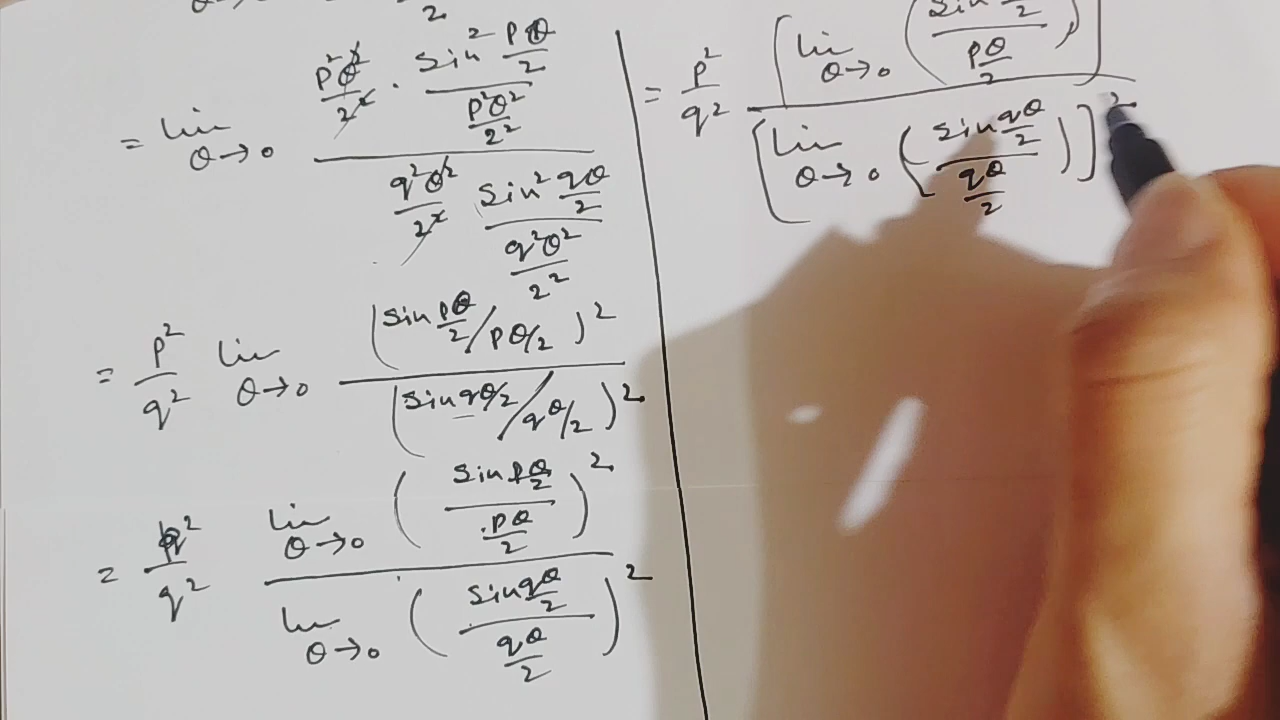 2
= lim θ→0 p²θ²/2² · sin² pθ/2 / p²θ²/2² / q²θ²/2² sin² qθ/2 / q²θ²/2²
= p²/q² lim θ→0 (sin pθ/2 / pθ/2)² / (sin qθ/2 / qθ/2)²
= p²/q² lim θ→0 (sin pθ/2 / pθ/2)² / lim θ→0 (sin qθ/2 / qθ/2)²
= p²/q² [lim θ→0 (sin /2 / pθ/2)] / [lim θ→0 (sin qθ/2 / qθ/2)]²